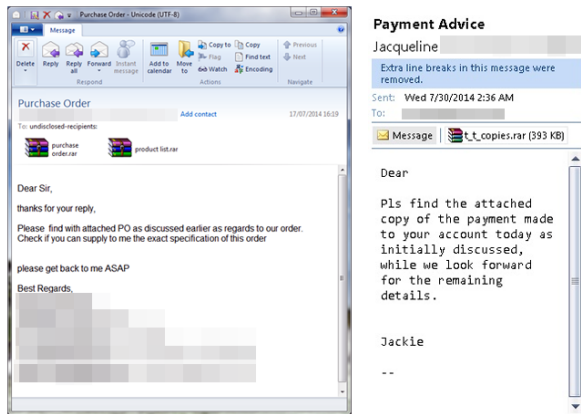 Purchase Order - Unicode (UTF-8)
Message
Delete
Reply
Reply all
Forward
Instant message
Add to calendar
Move to
Copy to
Flag
Watch
Copy
Find text
Encoding
Previous
Next
Respond
Actions
Navigate
Purchase Order
Add contact
17/07/2014 16:19
To: undisclosed-recipients:
purchase order.rar
product list.rar
Dear Sir,
thanks for your reply,
Please find with attached PO as discussed earlier as regards to our order.
Check if you can supply to me the exact specification of this order
please get back to me ASAP
Best Regards,
Payment Advice
Jacqueline
Extra line breaks in this message were
removed.
Sent: Wed 7/30/2014 2:36 AM
To:
Message
t_t_copies.rar (393 KB)
Dear
Pls find the attached
copy of the payment made
to your account today as
initially discussed,
while we look forward
for the remaining
details.
Jackie
--